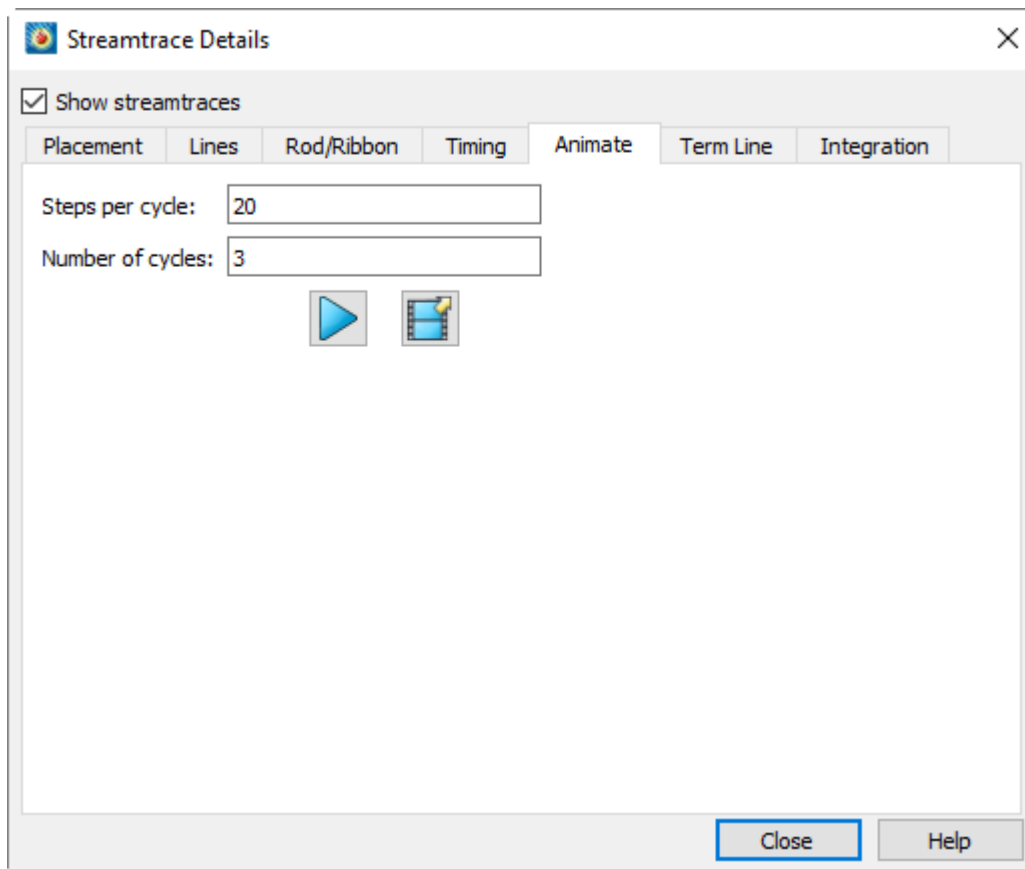 Streamtrace Details
Show streamtraces
Placement Lines Rod/Ribbon Timing Animate Term Line Integration
Steps per cycle: 20
Number of cycles: 3
Close Help